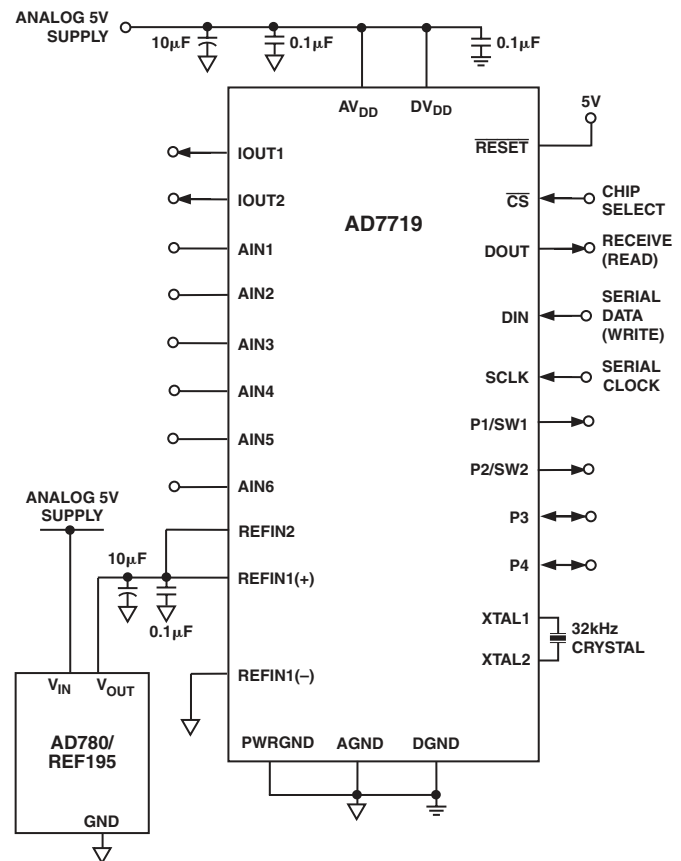 ANALOG 5V
SUPPLY
10μF
0.1μF
0.1μF
AVDD
DVDD
5V
IOUT1
RESET
IOUT2
CS
CHIP
SELECT
AD7719
AIN1
DOUT
RECEIVE
(READ)
AIN2
DIN
SERIAL
DATA
(WRITE)
AIN3
SCLK
SERIAL
CLOCK
AIN4
P1/SW1
AIN5
P2/SW2
AIN6
ANALOG 5V
SUPPLY
REFIN2
P3
10μF
REFIN1(+)
P4
0.1μF
XTAL1
32kHz
CRYSTAL
XTAL2
REFIN1(–)
VIN
VOUT
AD780/
REF195
PWRGND
AGND
DGND
GND